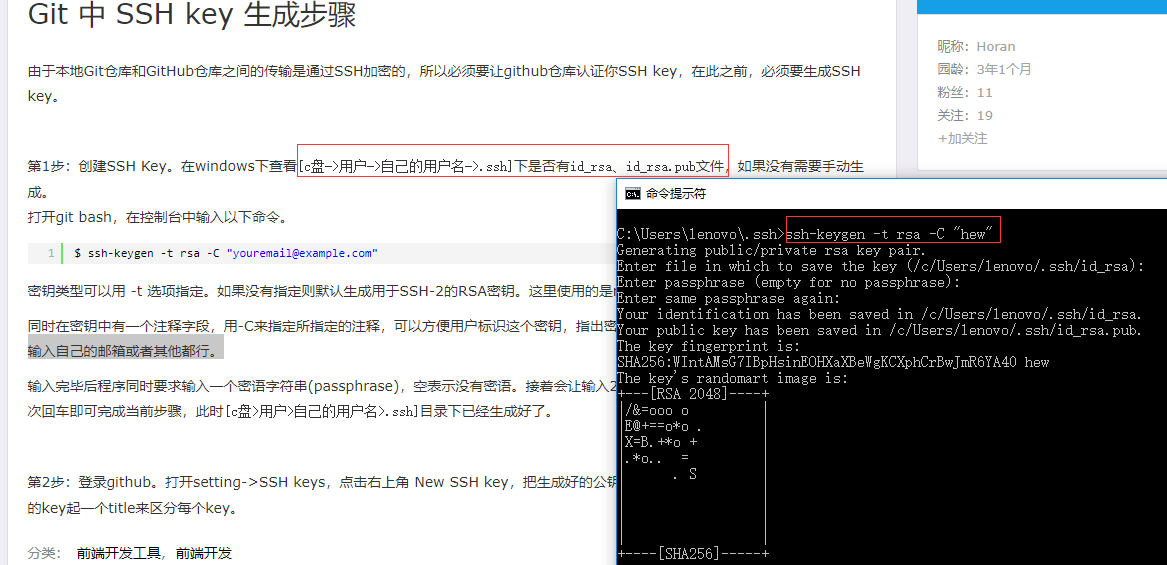 Git 中 SSH key 生成步骤
由于本地Git仓库和GitHub仓库之间的传输是通过SSH加密的，所以必须要让github仓库认证你SSH key，在此之前，必须要生成SSH
key。
第1步：创建SSH Key。在windows下查看[c盘->用户->自己的用户名->.ssh]下是否有id_rsa、id_rsa.pub文件，如果没有需要手动生
成。
打开git bash，在控制台中输入以下命令。
1 $ ssh-keygen -t rsa -C "youremail@example.com"
密钥类型可以用 -t 选项指定。如果没有指定则默认生成用于SSH-2的RSA密钥。这里使用的是
同时在密钥中有一个注释字段，用-C来指定所指定的注释，可以方便用户标识这个密钥，指出密
输入自己的邮箱或者其他都行。
输入完毕后程序同时要求输入一个密语字符串(passphrase)，空表示没有密语。接着会让输入2
次回车即可完成当前步骤，此时[c盘>用户>自己的用户名>.ssh]目录下已经生成好了。
第2步：登录github。打开setting->SSH keys，点击右上角 New SSH key，把生成好的公钥
的key起一个title来区分每个key。
分类： 前端开发工具，前端开发
昵称：Horan
园龄：3年1个月
粉丝：11
关注：19
+加关注
命令提示符
C:\Users\lenovo\.ssh>ssh-keygen -t rsa -C "hew"
Generating public/private rsa key pair.
Enter file in which to save the key (/c/Users/lenovo/.ssh/id_rsa):
Enter passphrase (empty for no passphrase):
Enter same passphrase again:
Your identification has been saved in /c/Users/lenovo/.ssh/id_rsa.
Your public key has been saved in /c/Users/lenovo/.ssh/id_rsa.pub.
The key fingerprint is:
SHA256:WIntAMsG7IBpHsinEOHXaXBeWgKCXphCrBwJmR6YA40 hew
The key's randomart image is:
+---[RSA 2048]----+
|/&=ooo o         |
|E@+==o*o .       |
|X=B.+*o +        |
|.*o..  =         |
|      . S        |
|                 |
|                 |
|                 |
|                 |
+----[SHA256]-----+